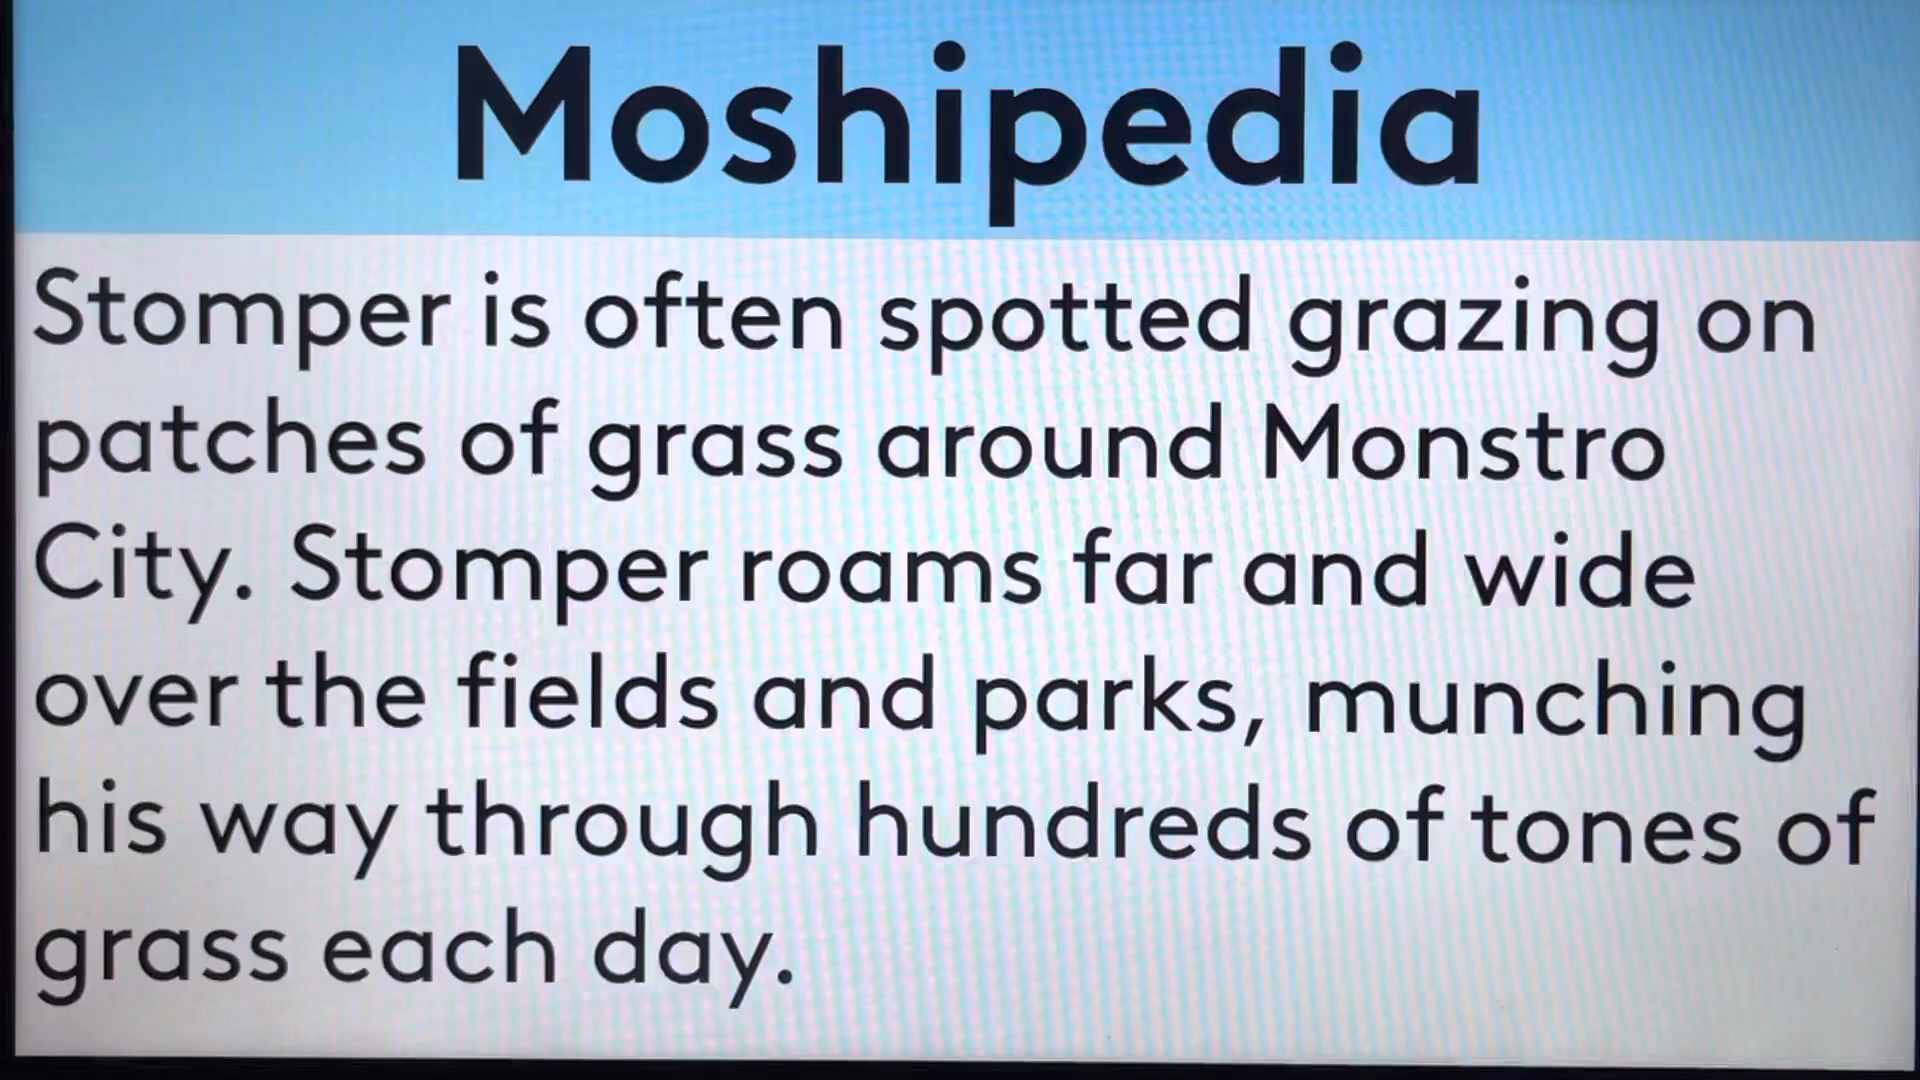 Moshipedia
Stomper is often spotted grazing on
patches of grass around Monstro
City. Stomper roams far and wide
over the fields and parks, munching
his way through hundreds of tones of
grass each day.